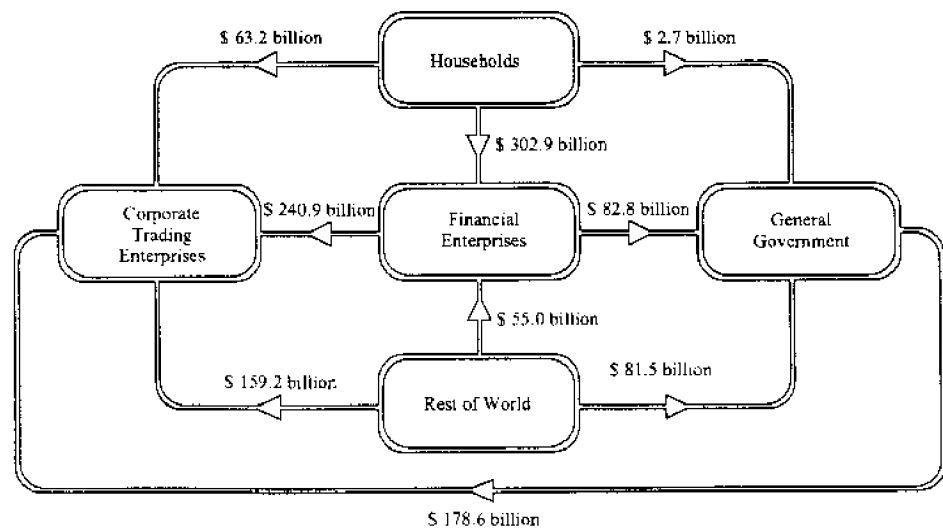 $ 63.2 billion
Households
$ 2.7 billion
$ 302.9 billion
Corporate
Trading
Enterprises
$ 240.9 billion
Financial
Enterprises
$ 82.8 billion
General
Government
$ 55.0 billion
$ 159.2 billion
Rest of World
$ 81.5 billion
$ 178.6 billion